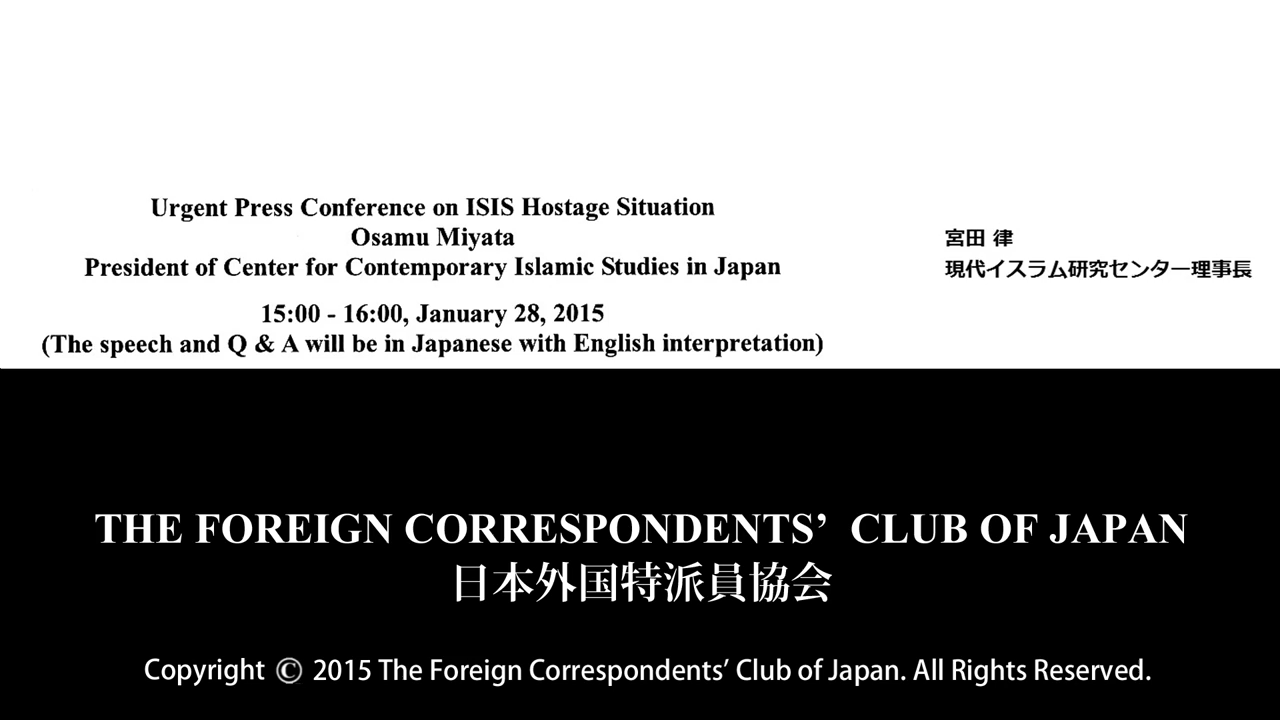 Urgent Press Conference on ISIS Hostage Situation
Osamu Miyata
President of Center for Contemporary Islamic Studies in Japan
宮田 律
現代イスラム研究センター理事長
15:00 - 16:00, January 28, 2015
(The speech and Q & A will be in Japanese with English interpretation)
THE FOREIGN CORRESPONDENTS’ CLUB OF JAPAN
日本外国特派員協会
Copyright © 2015 The Foreign Correspondents’ Club of Japan. All Rights Reserved.